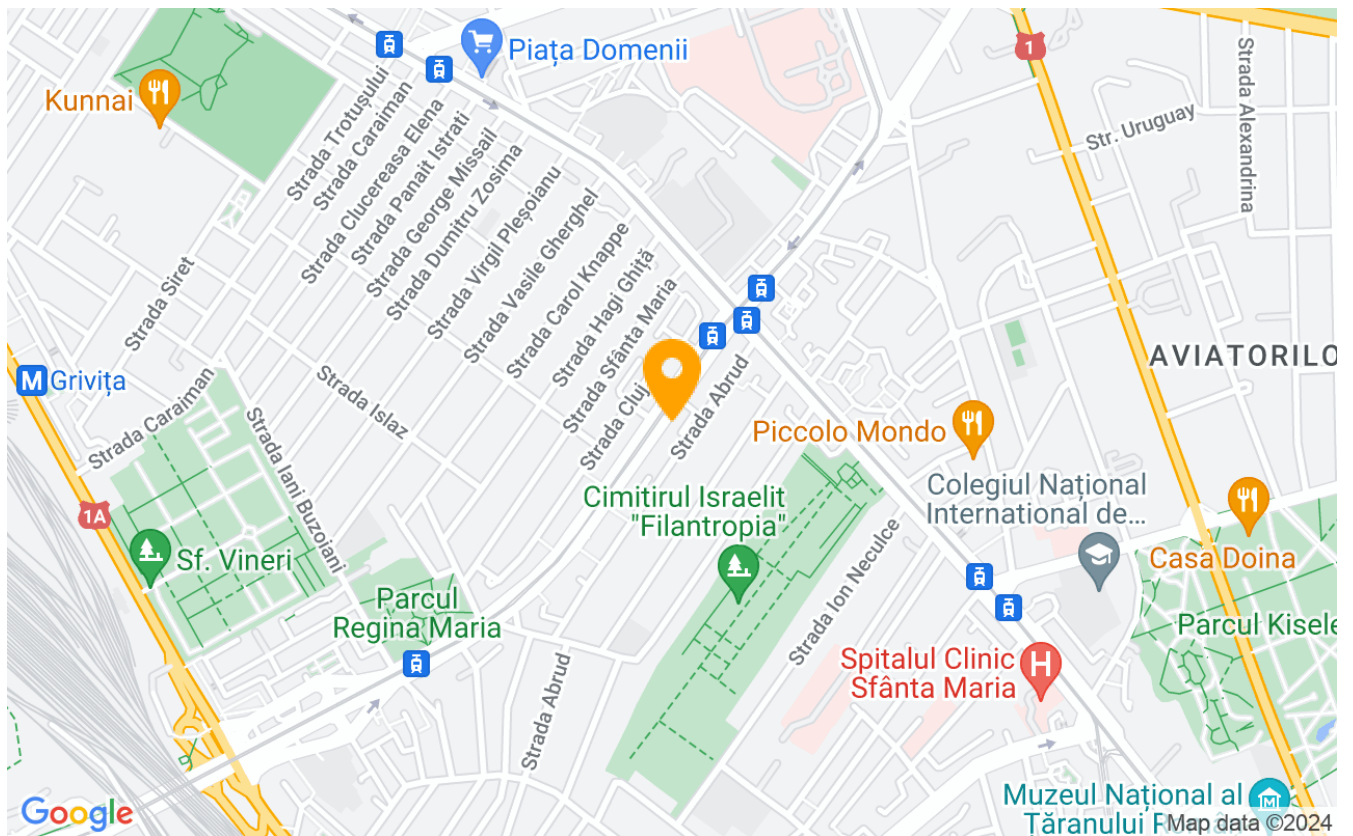 Piața Domenii
1
Kunnai
Strada Trotușului
Strada Caraiman
Strada Clucereasa Elena
Strada Panait Istrati
Strada George Missail
Strada Dumitru Zosima
Strada Virgil Pleșoianu
Strada Vasile Gherghel
Strada Carol Knappe
Strada Hagi Ghiță
Strada Sfânta Maria
Strada Cluj
Str. Uruguay
Strada Alexandrina
Strada Siret
M Grivița
Strada Caraiman
Strada Islaz
Strada Iani Buzoiani
Strada Abrud
AVIATORILO
Piccolo Mondo
Cimitirul Israelit
"Filantropia"
Colegiul Național
International de...
1A
Sf. Vineri
Casa Doina
Parcul
Regina Maria
Strada Ion Neculce
Parcul Kisele
Strada Abrud
Spitalul Clinic
Sfânta Maria
H
Muzeul Național al
Țăranului
Google
Map data ©2024